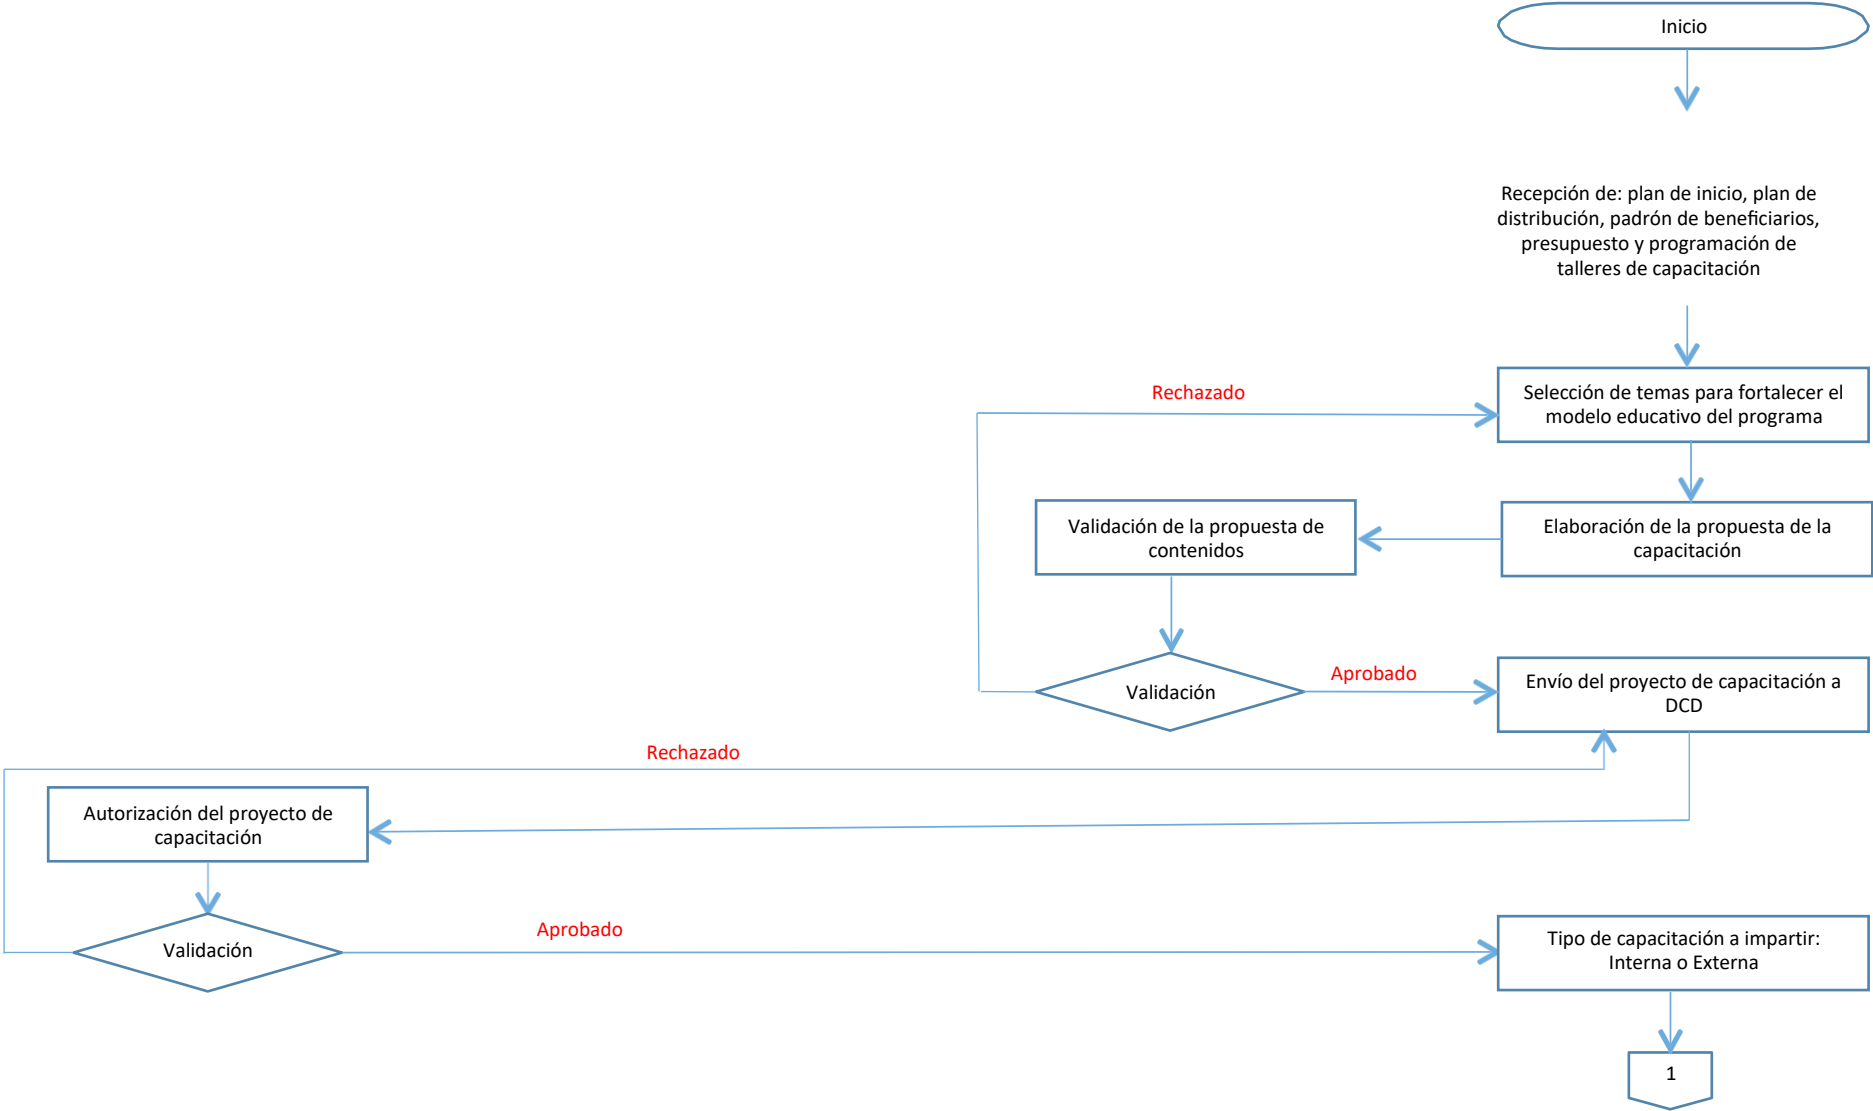 Inicio
Recepción de: plan de inicio, plan de
distribución, padrón de beneficiarios,
presupuesto y programación de
talleres de capacitación
Rechazado
Selección de temas para fortalecer el
modelo educativo del programa
Validación de la propuesta de
contenidos
Elaboración de la propuesta de la
capacitación
Validación
Aprobado
Envío del proyecto de capacitación a
DCD
Rechazado
Autorización del proyecto de
capacitación
Validación
Aprobado
Tipo de capacitación a impartir:
Interna o Externa
1